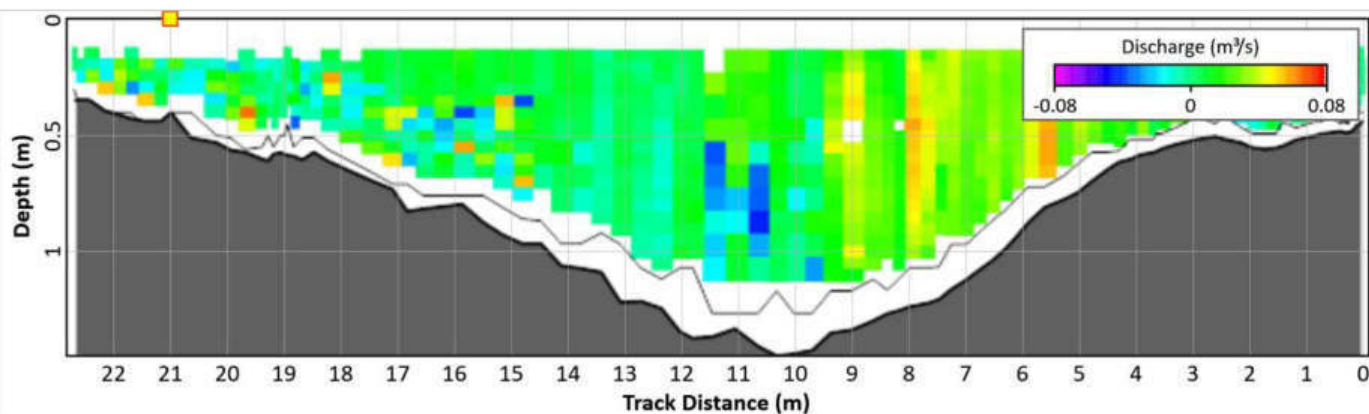 0
Discharge (m³/s)
-0.08 0 0.08
0.5
Depth (m)
1
22 21 20 19 18 17 16 15 14 13 12 11 10 9 8 7 6 5 4 3 2 1 0
Track Distance (m)